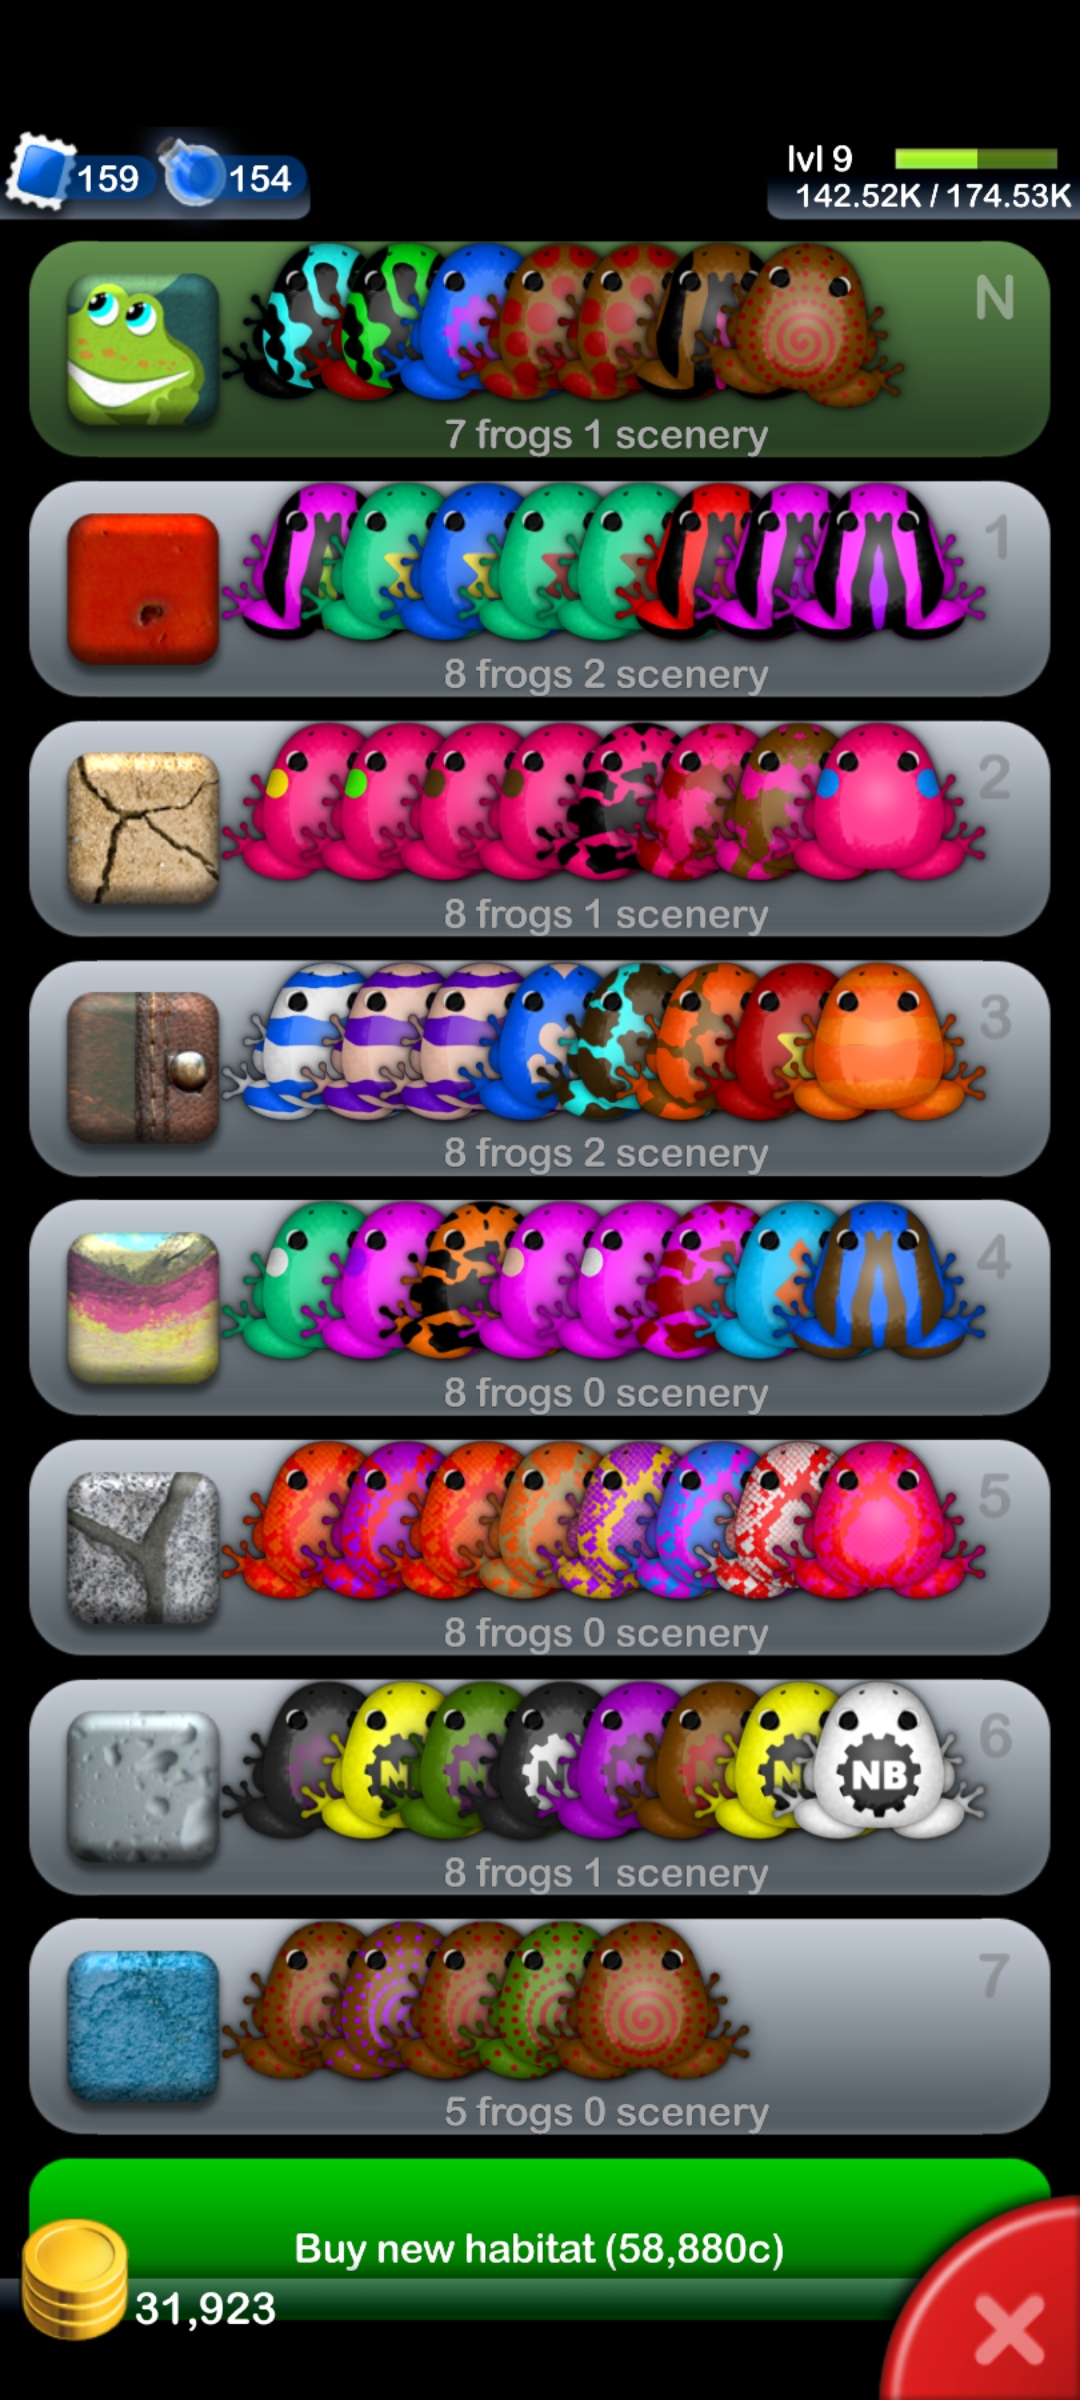 159 154 lvl 9
142.52K / 174.53K
N
7 frogs 1 scenery
1
8 frogs 2 scenery
2
8 frogs 1 scenery
3
8 frogs 2 scenery
4
8 frogs 0 scenery
5
8 frogs 0 scenery
6
N N N N N N NB
8 frogs 1 scenery
7
5 frogs 0 scenery
Buy new habitat (58,880c)
31,923